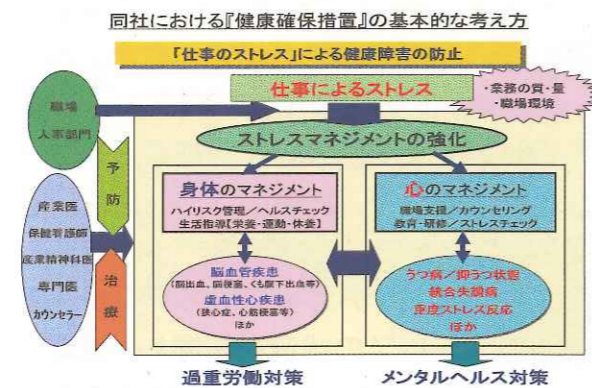 同社における『健康確保措置』の基本的な考え方
『仕事のストレス』による健康障害の防止
仕事によるストレス
・業務の質・量
・職場環境
職場
人事部門
ストレスマネジメントの強化
予防
身体のマネジメント
ハイリスク管理／ヘルスチェック
生活指導【栄養・運動・休養】
心のマネジメント
職場支援／カウンセリング
教育・研修／ストレスチェック
産業医
保健看護師
産業精神科医
専門医
カウンセラー
治療
脳血管疾患
（脳出血、脳梗塞、くも膜下出血等）
虚血性心疾患
（狭心症、心筋梗塞等）
ほか
うつ病／抑うつ状態
統合失調病
重度ストレス反応
ほか
過重労働対策
メンタルヘルス対策